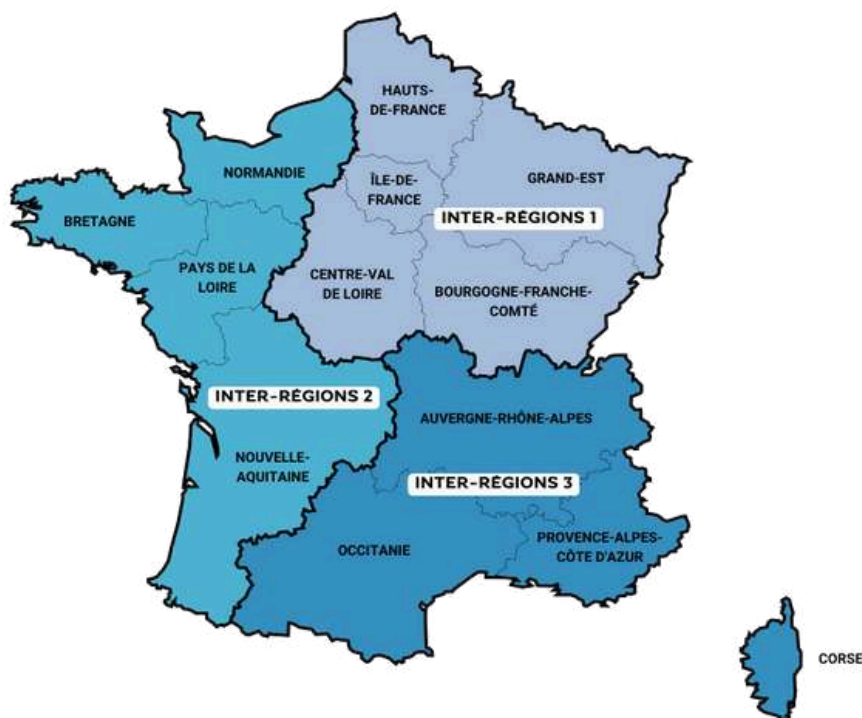 HAUTS-
DE-FRANCE
NORMANDIE
ÎLE-DE-
FRANCE
GRAND-EST
BRETAGNE
INTER-RÉGIONS 1
PAYS DE LA
LOIRE
CENTRE-VAL
DE LOIRE
BOURGOGNE-FRANCHE-
COMTÉ
INTER-RÉGIONS 2
AUVERGNE-RHÔNE-ALPES
NOUVELLE-
AQUITAINE
INTER-RÉGIONS 3
OCCITANIE
PROVENCE-ALPES-
CÔTE D'AZUR
CORSE